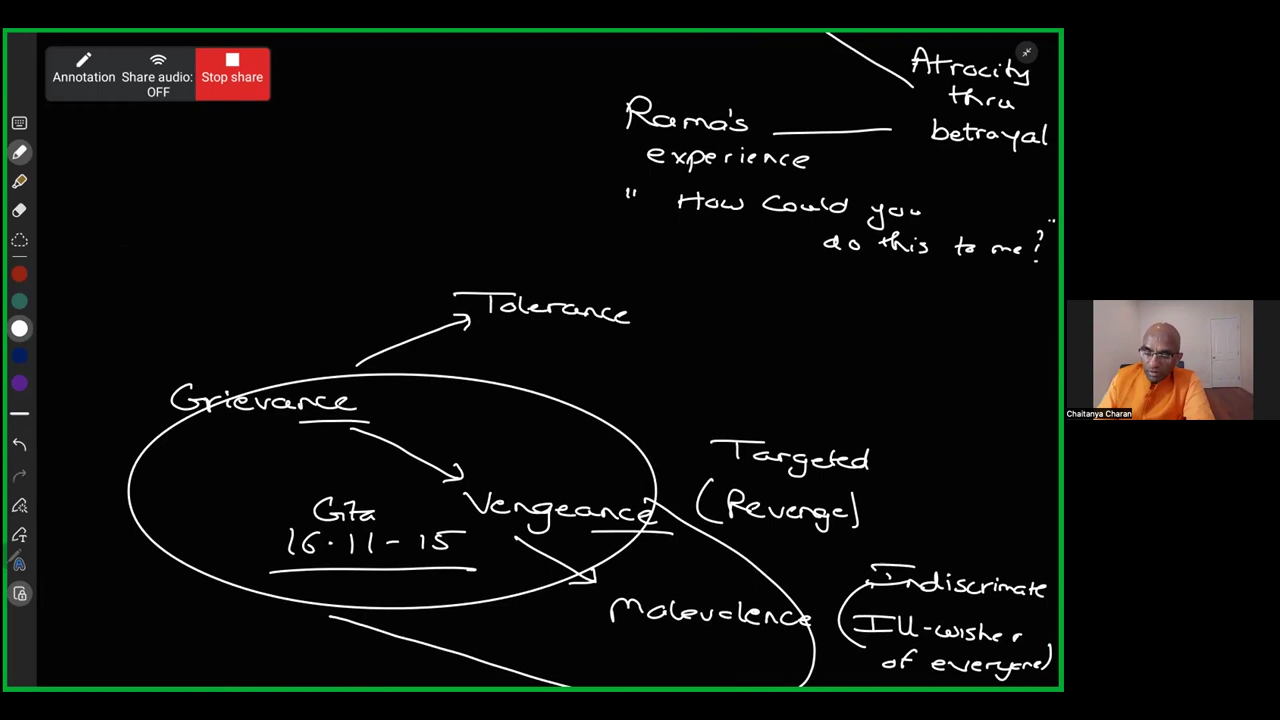 Annotation
Share audio:
OFF
Stop share
Atrocity
thru
betrayal
Rama's
experience
" How could you
do this to me? "
Tolerance
Grievance
Targeted
Vengeance
(Revenge)
Gita
16.11-15
Malevolence
Indiscrimate
(Ill-wisher
of everyone)
Chaitanya Charan